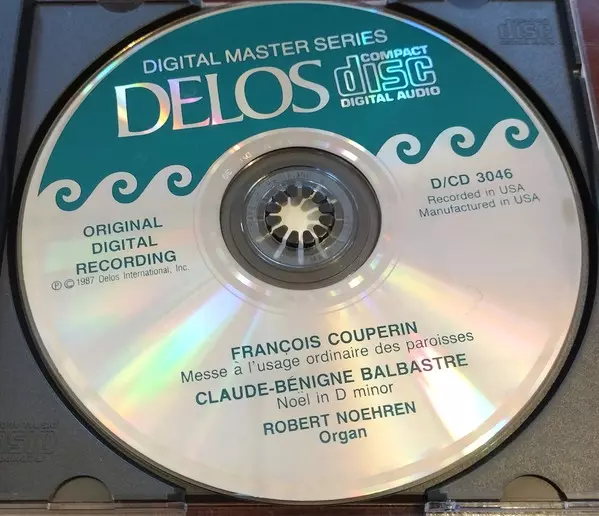 DIGITAL MASTER SERIES
DELOS
COMPACT
disc
DIGITAL AUDIO
D/CD 3046
Recorded in USA
Manufactured in USA
ORIGINAL
DIGITAL
RECORDING
℗©1987 Delos International, Inc.
FRANÇOIS COUPERIN
Messe à l'usage ordinaire des paroisses
CLAUDE-BÉNIGNE BALBASTRE
Noël in D minor
ROBERT NOEHREN
Organ